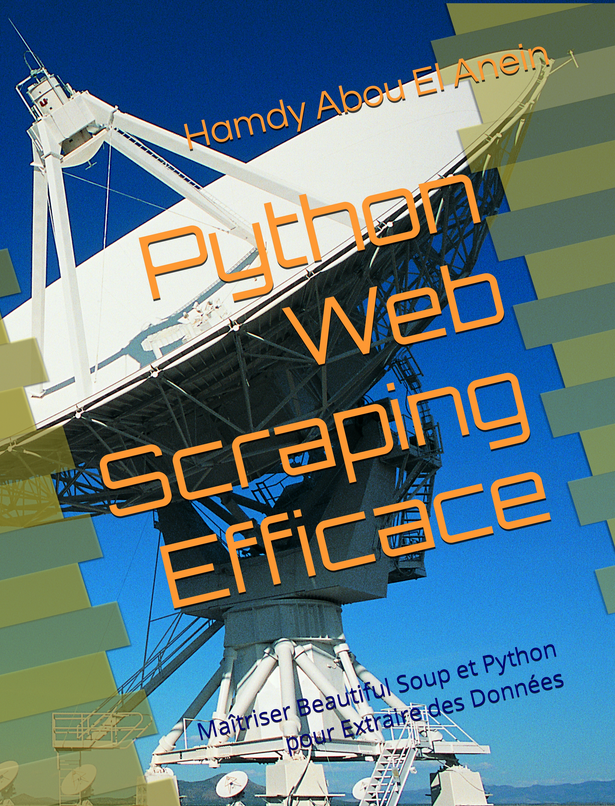 Hamdy Abou El Anein
Python
Web
Scraping
Efficace
Maîtriser Beautiful Soup et Python
pour Extraire des Données